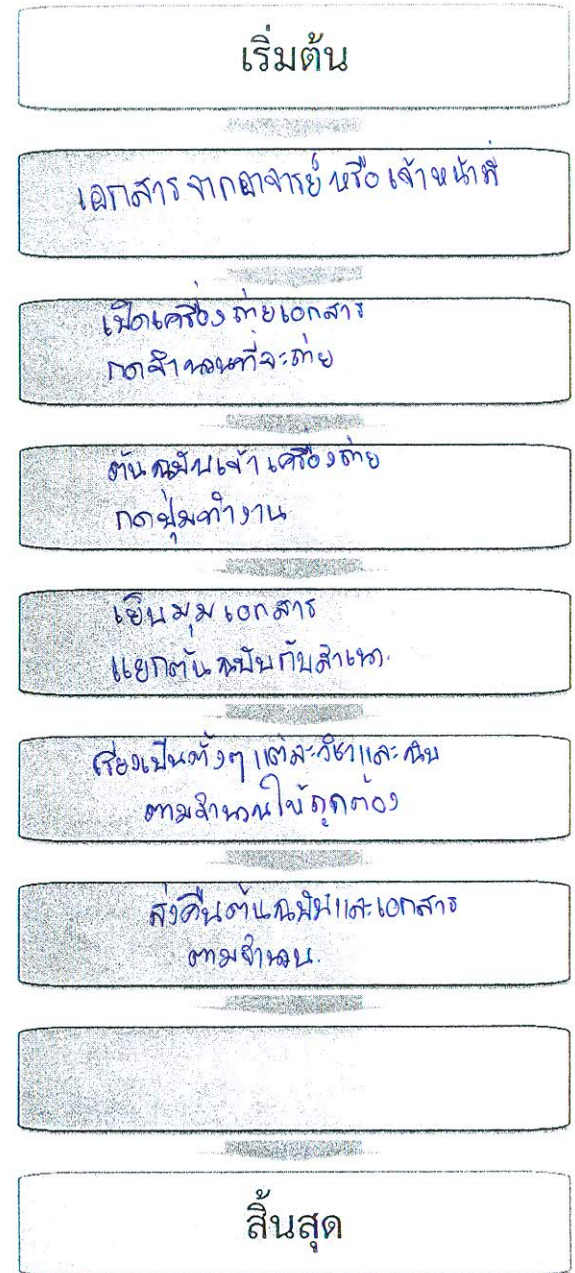 เริ่มต้น
เอกสารจากอาจารย์ หรือ เจ้าหน้าที่
เปิดเครื่องถ่ายเอกสาร
กดจำนวนที่จะถ่าย
ต้นฉบับเข้าเครื่องถ่าย
กดปุ่มทำงาน
เย็บมุมเอกสาร
แยกต้นฉบับกับสำเนา.
เรียงเป็นตั้งๆ แต่ละวิชาและนับ
ตามจำนวนให้ถูกต้อง
ส่งคืนต้นฉบับและเอกสาร
ตามจำนวน.
สิ้นสุด